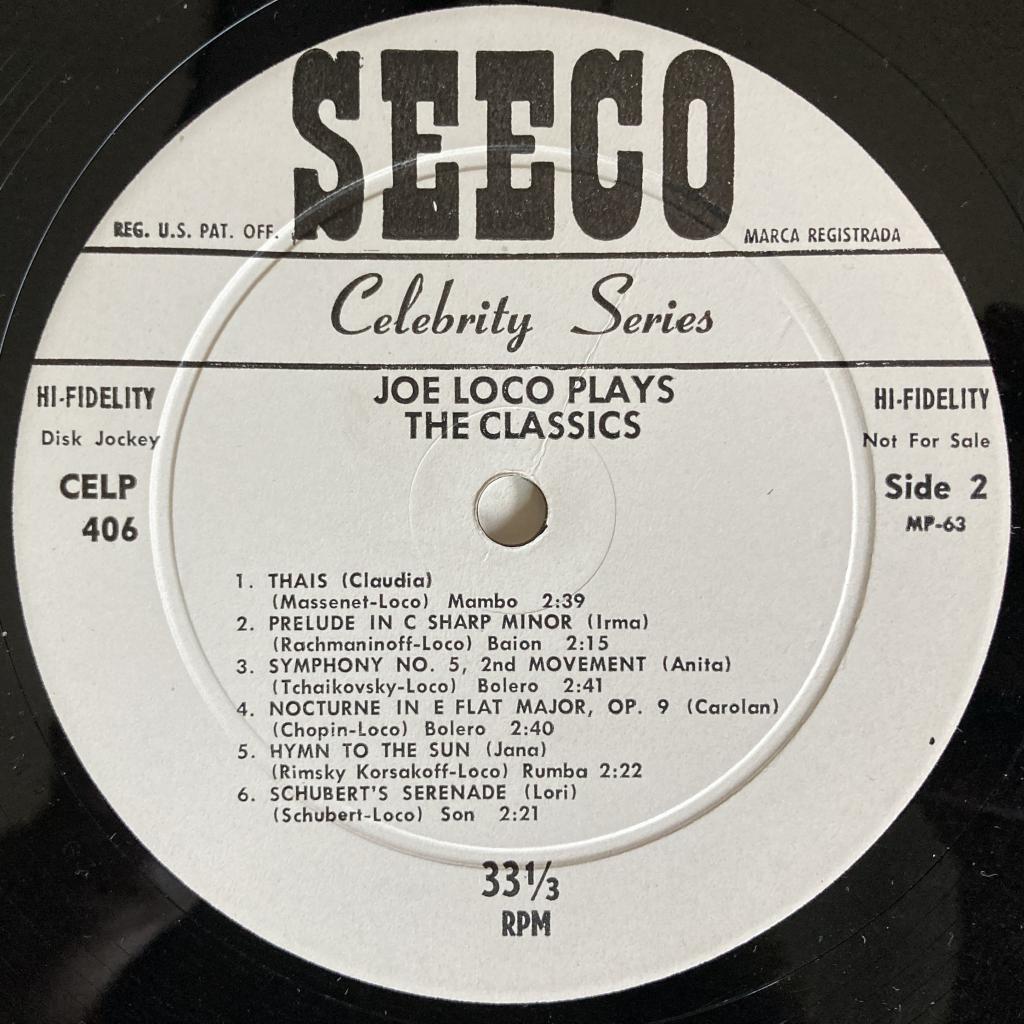 SEECO
REG. U.S. PAT. OFF.
MARCA REGISTRADA
Celebrity Series
JOE LOCO PLAYS
THE CLASSICS
HI-FIDELITY
Disk Jockey
CELP
406
HI-FIDELITY
Not For Sale
Side 2
MP-63
1. THAIS (Claudia)
(Massenet-Loco) Mambo 2:39
2. PRELUDE IN C SHARP MINOR (Irma)
(Rachmaninoff-Loco) Baion 2:15
3. SYMPHONY NO. 5, 2nd MOVEMENT (Anita)
(Tchaikovsky-Loco) Bolero 2:41
4. NOCTURNE IN E FLAT MAJOR, OP. 9 (Carolan)
(Chopin-Loco) Bolero 2:40
5. HYMN TO THE SUN (Jana)
(Rimsky Korsakoff-Loco) Rumba 2:22
6. SCHUBERT'S SERENADE (Lori)
(Schubert-Loco) Son 2:21
33⅓
RPM